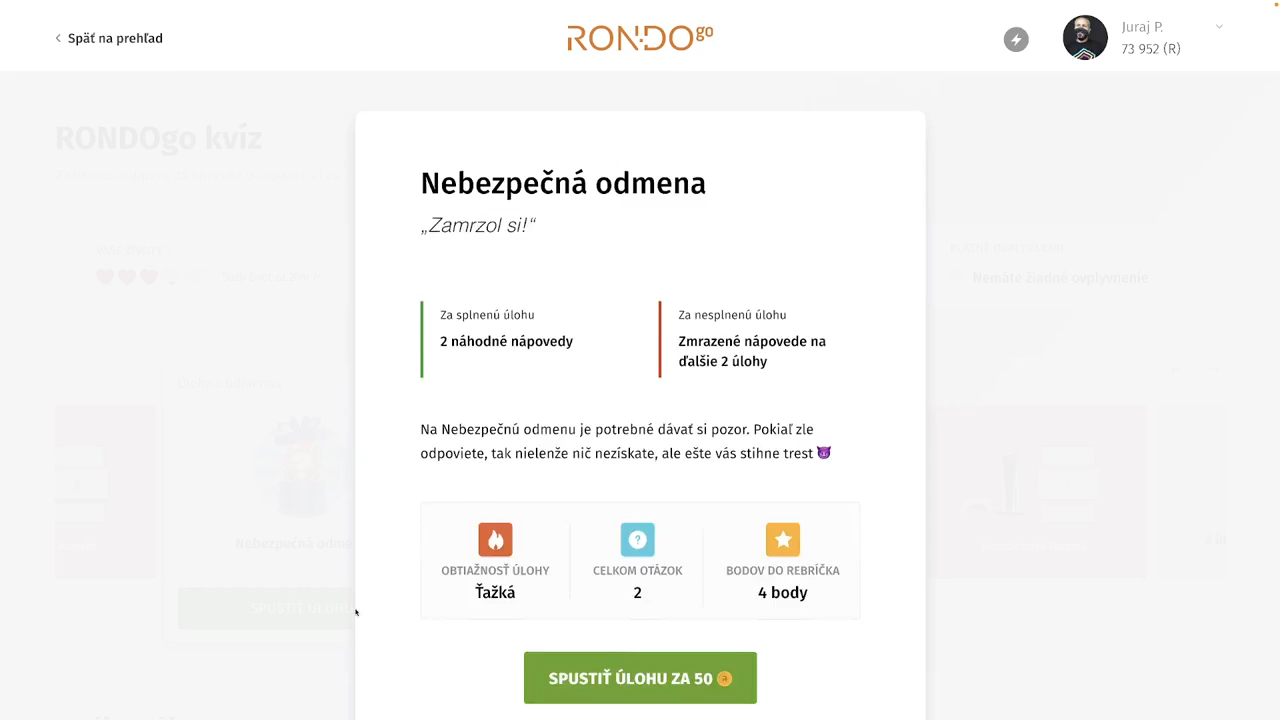 Späť na prehľad
RONDOgo
Juraj P.
73 952 (R)
RONDOgo kvíz
Nemáte žiadne ovplyvnenie
Nebezpečná odmena
„Zamrzol si!“
Za splnenú úlohu
2 náhodné nápovedy
Za nesplnenú úlohu
Zmrazené nápovede na
ďalšie 2 úlohy
Na Nebezpečnú odmenu je potrebné dávať si pozor. Pokiaľ zle
odpoviete, tak nielenže nič nezískate, ale ešte vás stihne trest 😈
OBTIAŽNOSŤ ÚLOHY
Ťažká
CELKOM OTÁZOK
2
BODOV DO REBRÍČKA
4 body
SPUSTIŤ ÚLOHU ZA 50